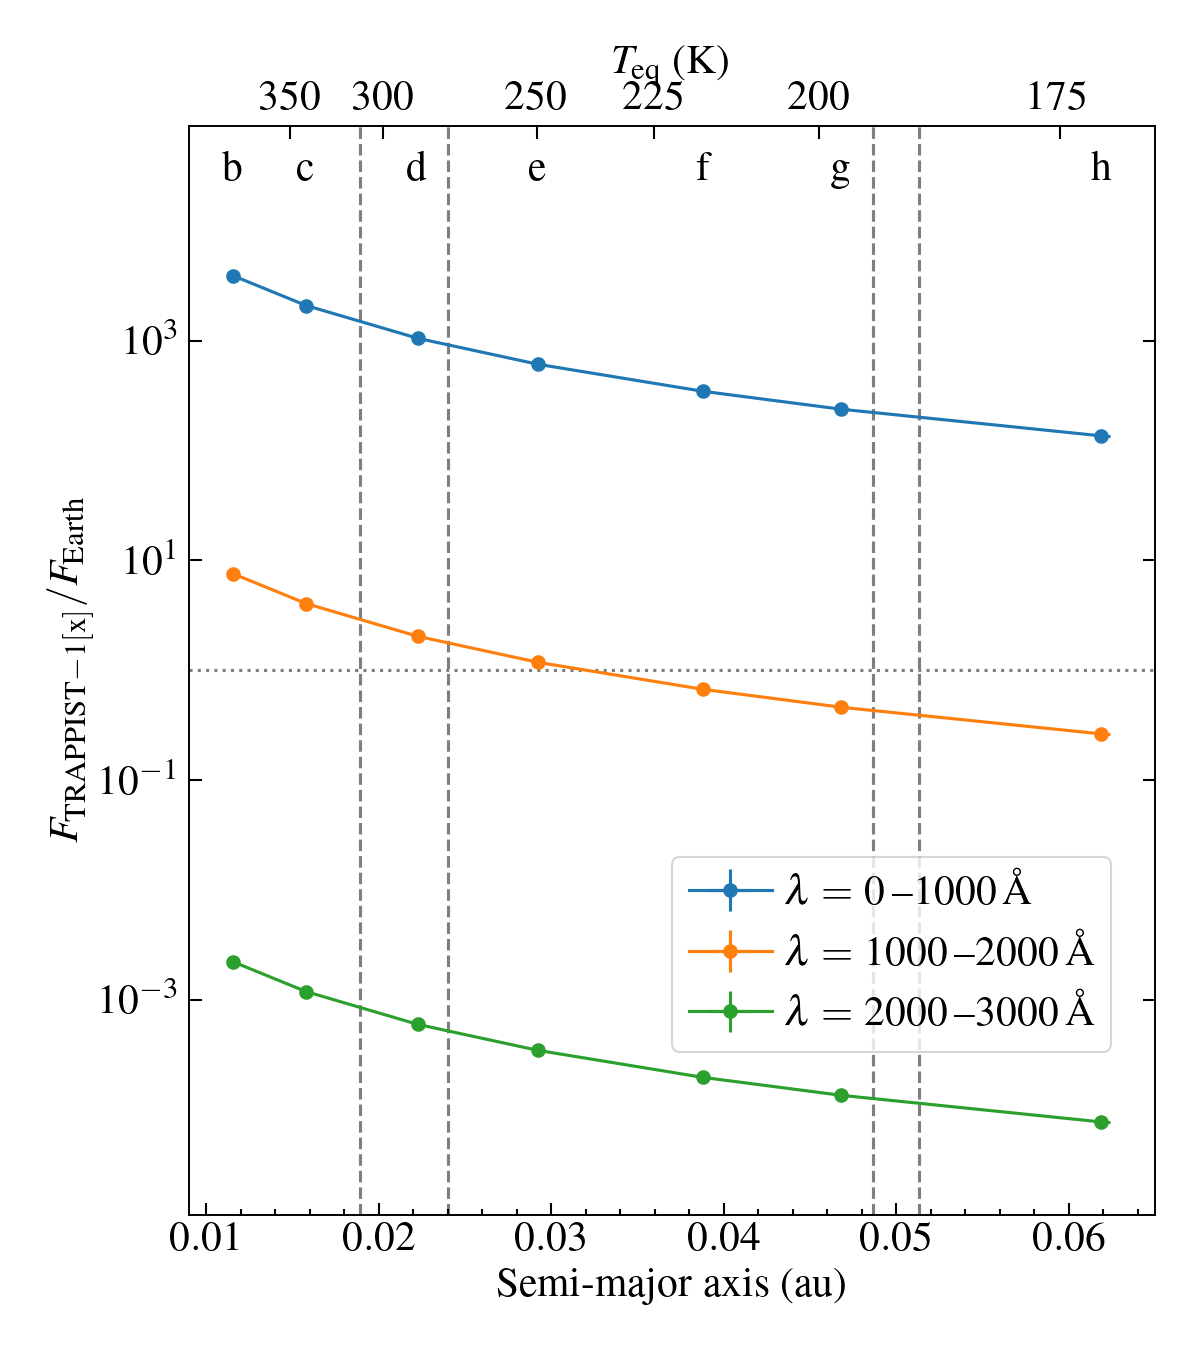 T_eq (K)
350 300 250 225 200 175
b c d e f g h
10^3
10^1
10^−1
10^−3
F_TRAPPIST−1[x]/F_Earth
λ = 0–1000 Å
λ = 1000–2000 Å
λ = 2000–3000 Å
0.01 0.02 0.03 0.04 0.05 0.06
Semi-major axis (au)